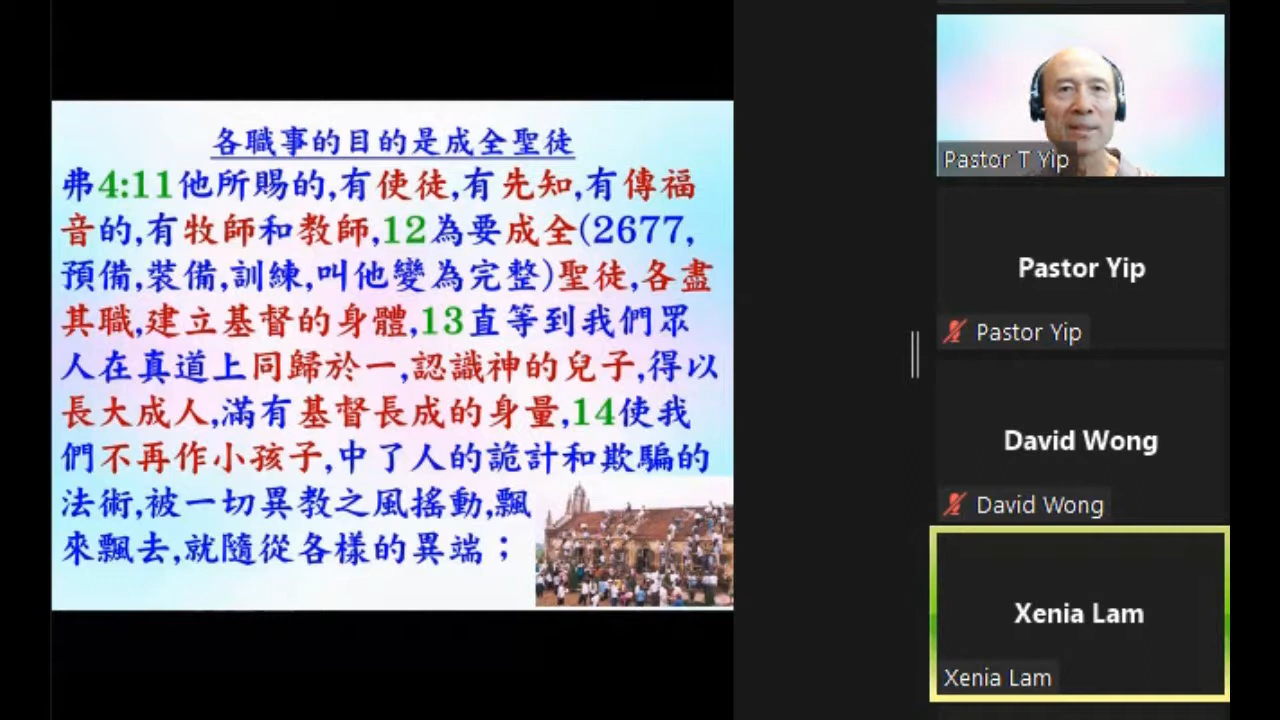 各職事的目的是成全聖徒
弗4:11他所賜的,有使徒,有先知,有傳福
音的,有牧師和教師,12為要成全(2677,
預備,裝備,訓練,叫他變為完整)聖徒,各盡
其職,建立基督的身體,13直等到我們眾
人在真道上同歸於一,認識神的兒子,得以
長大成人,滿有基督長成的身量,14使我
們不再作小孩子,中了人的詭計和欺騙的
法術,被一切異教之風搖動,飄
來飄去,就隨從各樣的異端；
Pastor T Yip
Pastor Yip
Pastor Yip
David Wong
David Wong
Xenia Lam
Xenia Lam